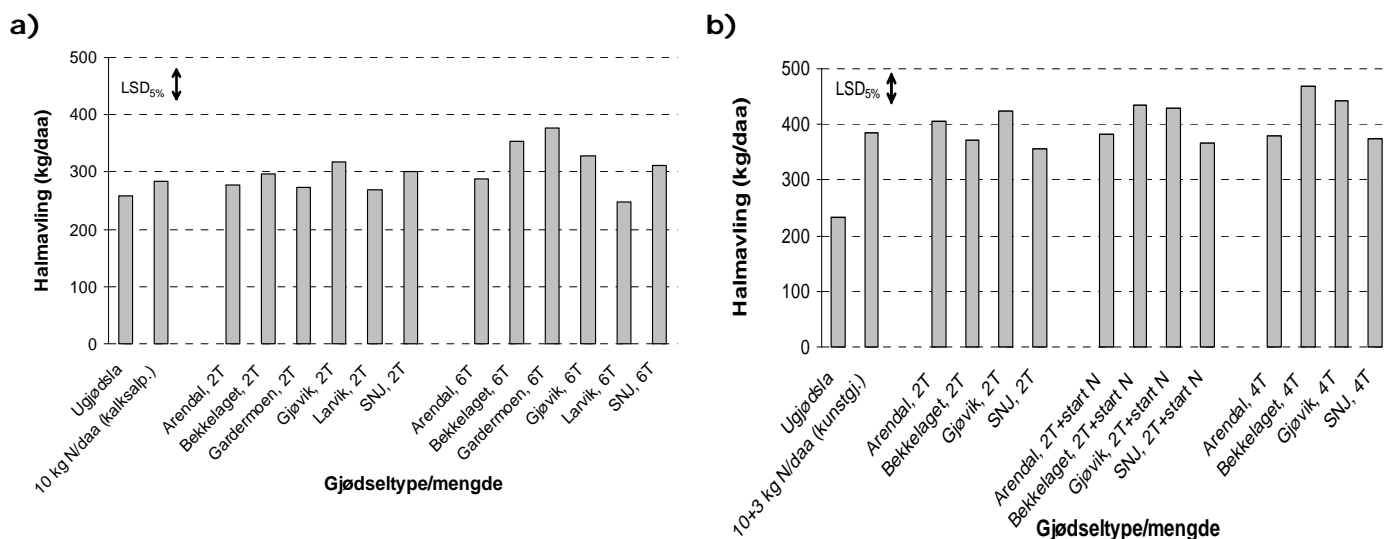 a)
500
400
300
200
100
0
Halmavling (kg/daa)
LSD5%
Ugjødsla
10 kg N/daa (kalksalp.)
Arendal, 2T
Bekkelaget, 2T
Gardermoen, 2T
Gjøvik, 2T
Larvik, 2T
SNJ, 2T
Arendal, 6T
Bekkelaget, 6T
Gardermoen, 6T
Gjøvik, 6T
Larvik, 6T
SNJ, 6T
Gjødseltype/mengde
b)
500
400
300
200
100
0
Halmavling (kg/daa)
LSD5%
Ugjødsla
10+3 kg N/daa (kunstgj.)
Arendal, 2T
Bekkelaget, 2T
Gjøvik, 2T
SNJ, 2T
Arendal, 2T+start N
Bekkelaget, 2T+start N
Gjøvik, 2T+start N
SNJ, 2T+start N
Arendal, 4T
Bekkelaget, 4T
Gjøvik, 4T
SNJ, 4T
Gjødseltype/mengde